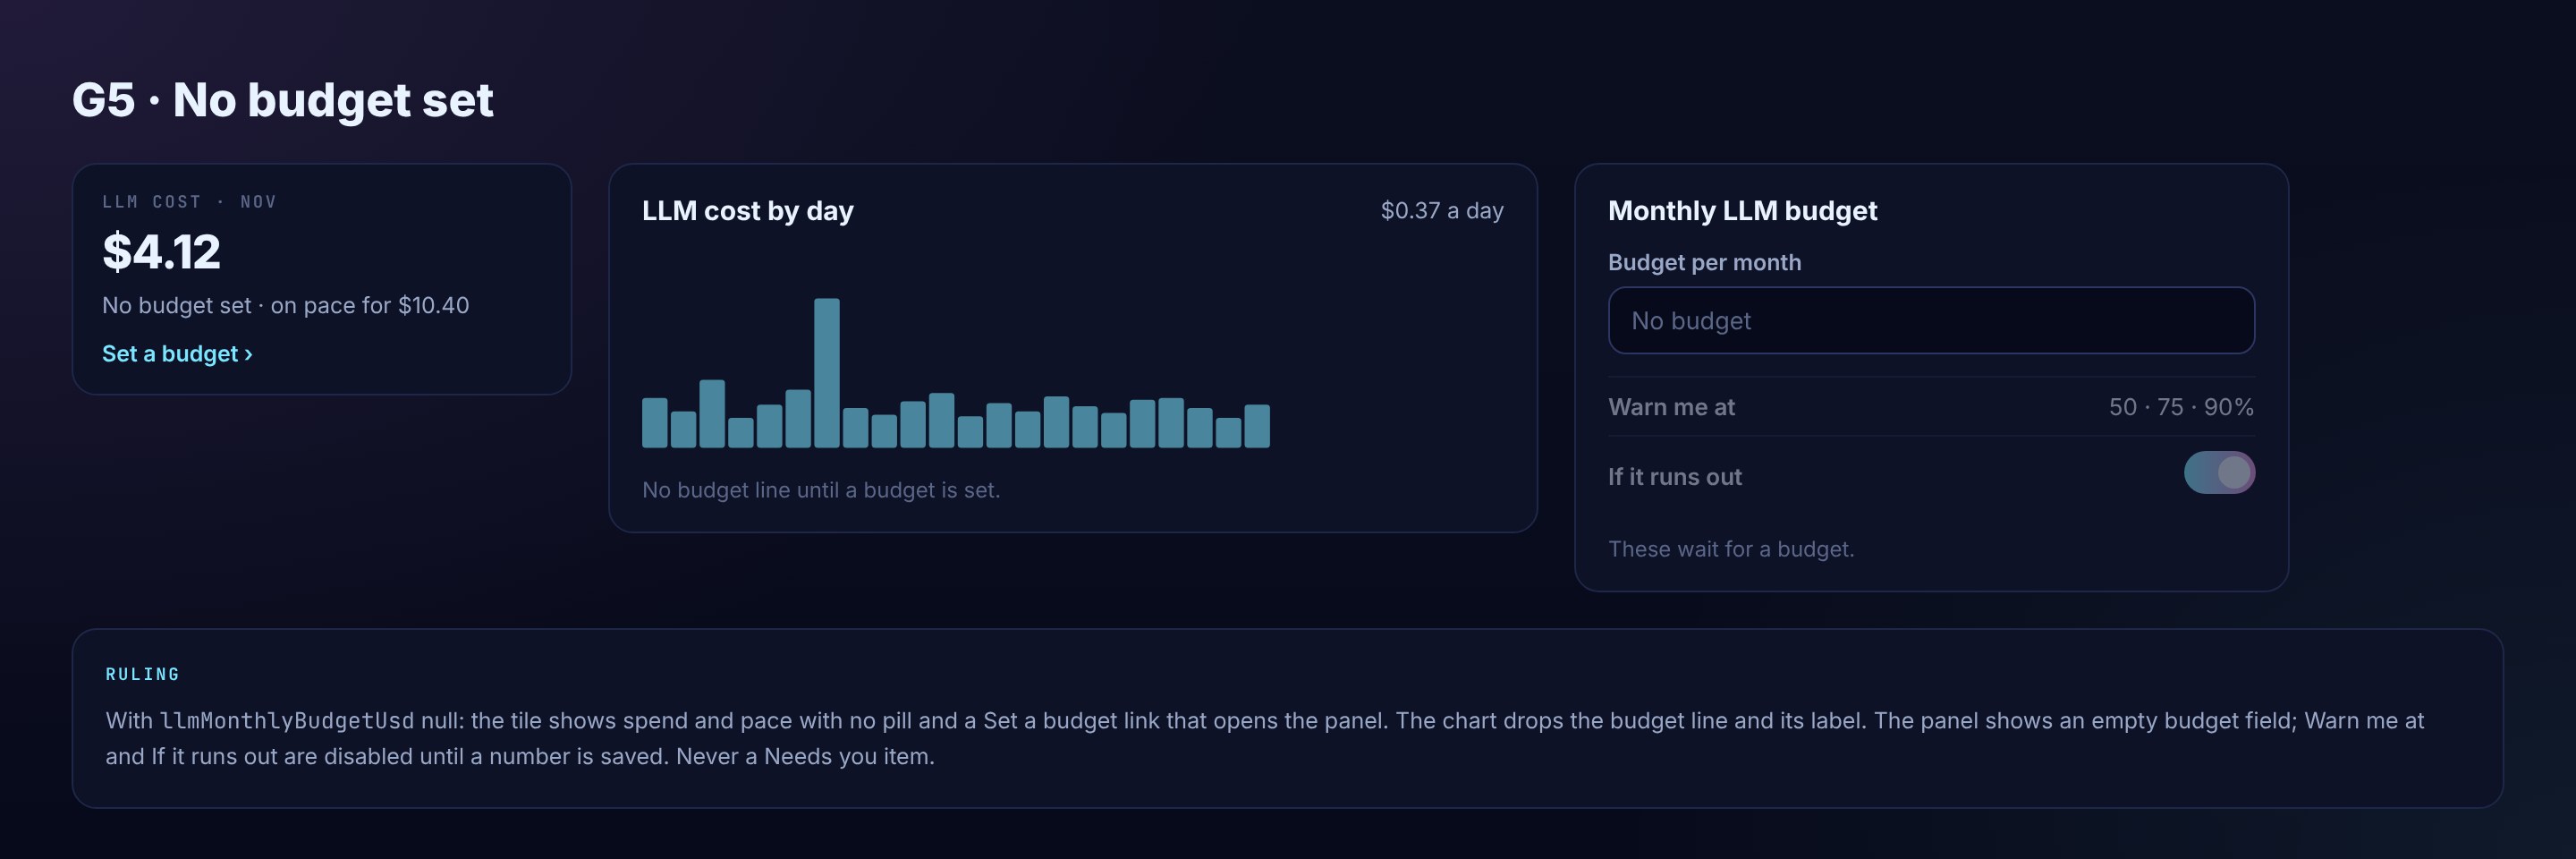 G5 · No budget set
LLM COST · NOV
$4.12
No budget set · on pace for $10.40
Set a budget ›
LLM cost by day
$0.37 a day
No budget line until a budget is set.
Monthly LLM budget
Budget per month
No budget
Warn me at
50 · 75 · 90%
If it runs out
These wait for a budget.
RULING
With llmMonthlyBudgetUsd null: the tile shows spend and pace with no pill and a Set a budget link that opens the panel. The chart drops the budget line and its label. The panel shows an empty budget field; Warn me at
and If it runs out are disabled until a number is saved. Never a Needs you item.